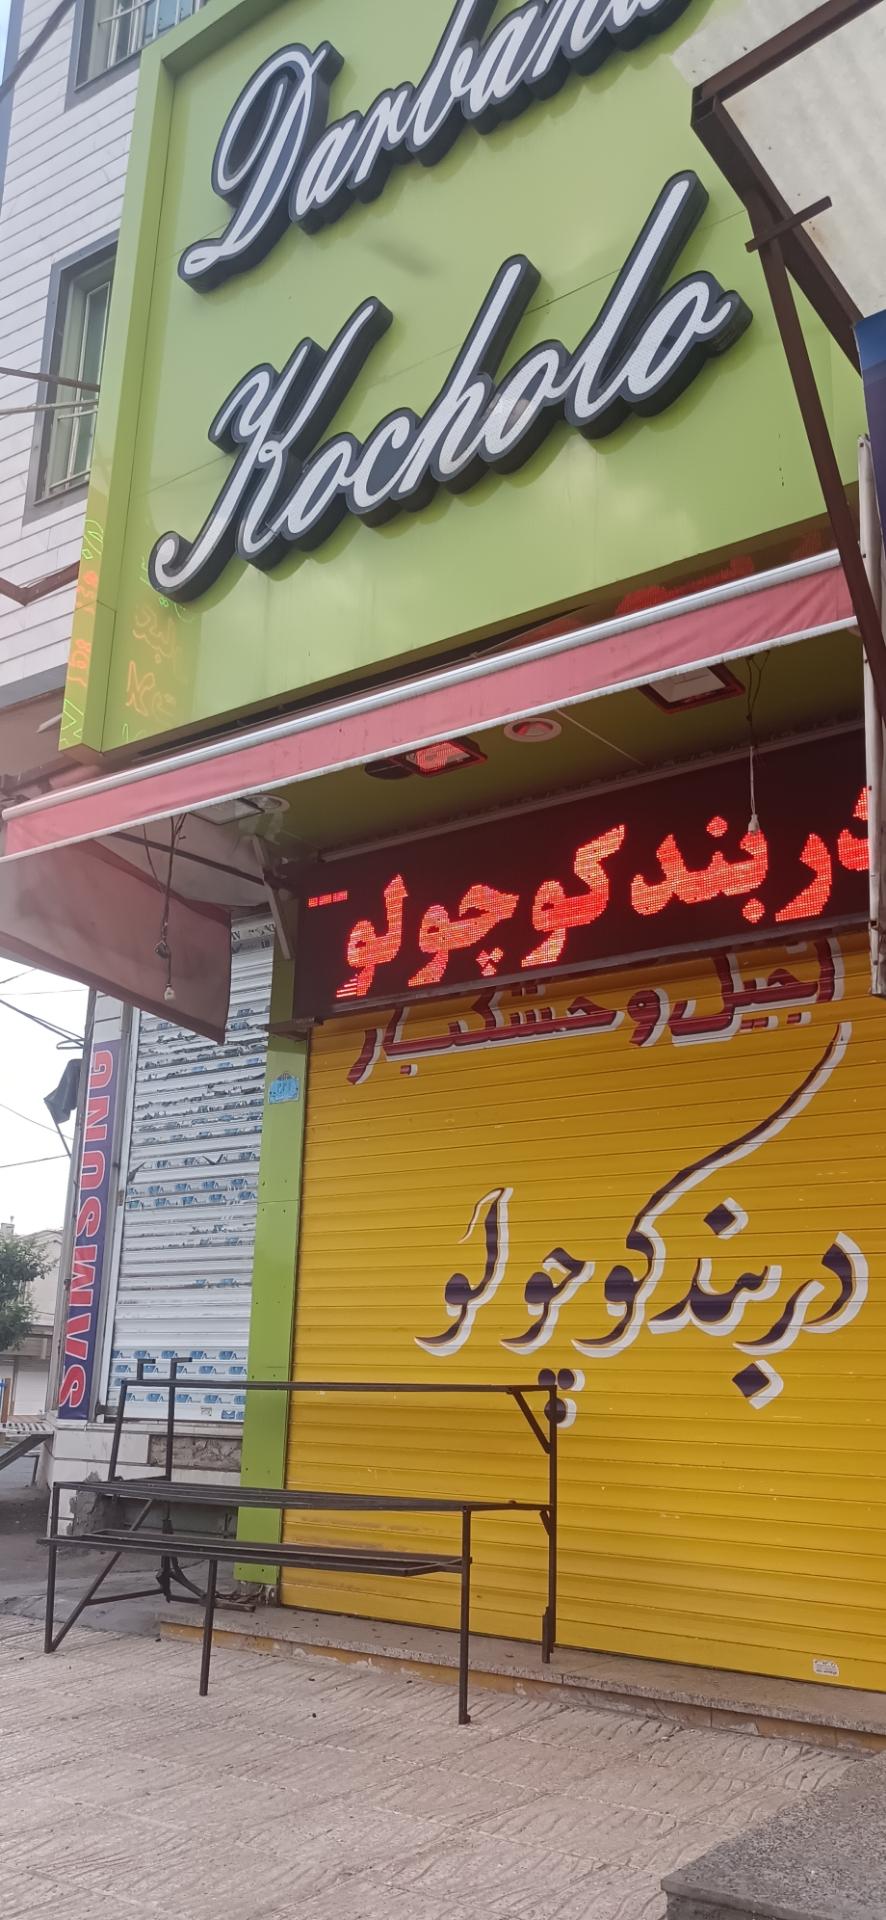 Darband
Kocholo
دربند کوچولو
آجیل و خشکبار
دربند کوچولو
SAMSUNG